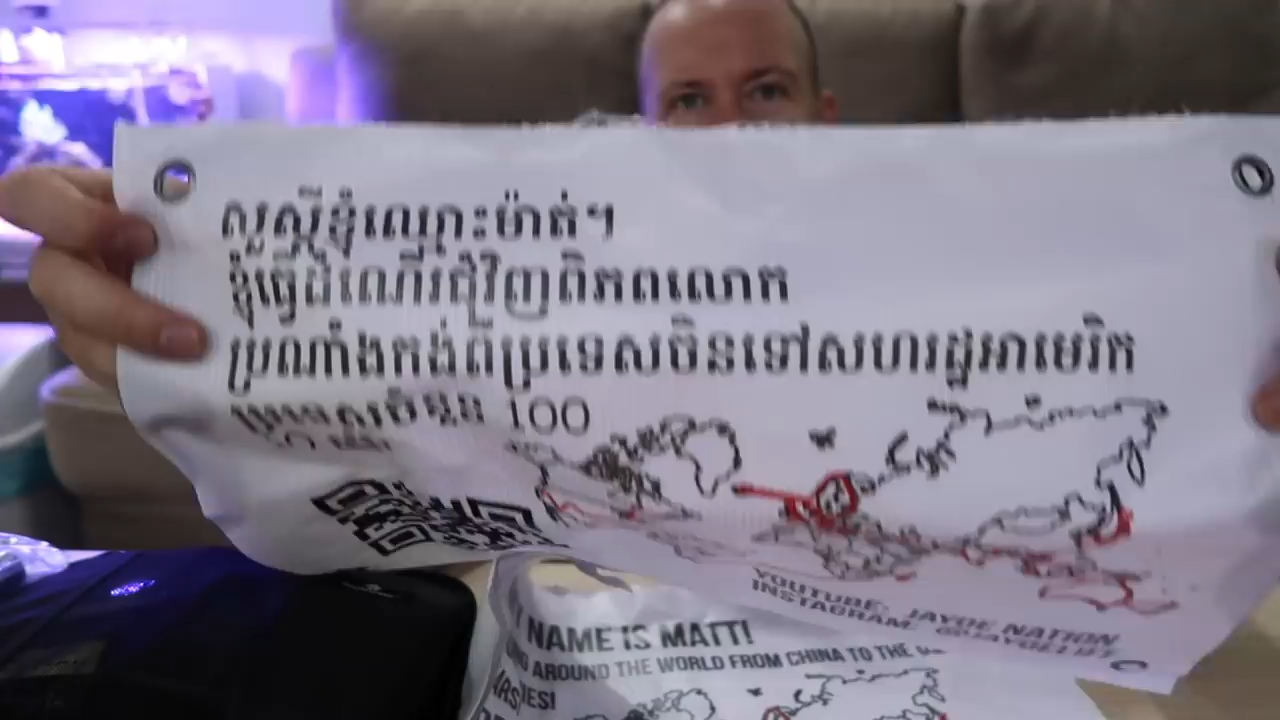 សួស្តីខ្ញុំឈ្មោះម៉ាត់។
ខ្ញុំធ្វើដំណើរជុំវិញពិភពលោក
ប្រណាំងកង់ពីប្រទេសចិនទៅសហរដ្ឋអាមេរិក
100
YOUTUBE: JAYOE NATION
INSTAGRAM:
NAME IS MATT!
AROUND THE WORLD FROM CHINA TO THE